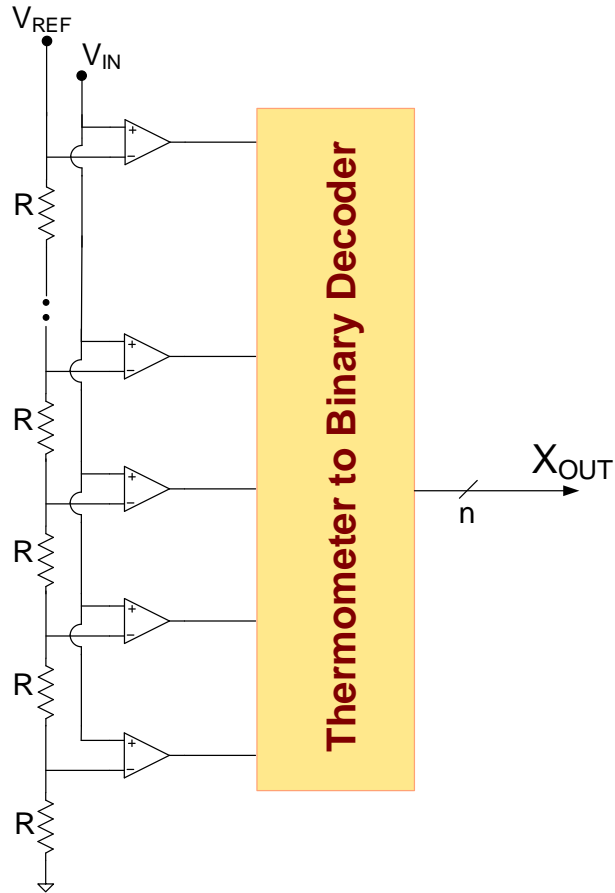 V_REF
V_IN
+
−
R
+
−
R
+
−
R
+
−
R
+
−
R
Thermometer to Binary Decoder
X_OUT
n